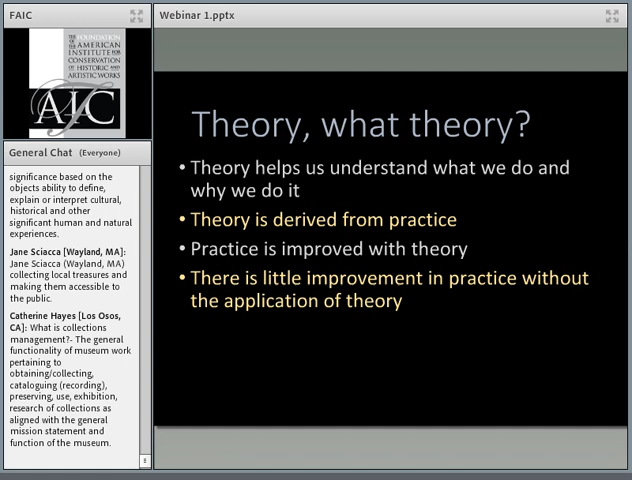 FAIC
Webinar 1.pptx
THE FOUNDATION
OF THE AMERICAN
INSTITUTE FOR
CONSERVATION
OF HISTORIC AND
ARTISTIC WORKS
AIC
General Chat (Everyone)
significance based on the
objects ability to define,
explain or interpret cultural,
historical and other
significant human and natural
experiences.
Jane Sciacca [Wayland, MA]:
Jane Sciacca (Wayland, MA)
collecting local treasures and
making them accessible to
the public.
Catherine Hayes [Los Osos,
CA]: What is collections
management?- The general
functionality of museum work
pertaining to
obtaining/collecting,
cataloguing (recording),
preserving, use, exhibition,
research of collections as
aligned with the general
mission statement and
function of the museum.
Theory, what theory?
• Theory helps us understand what we do and
why we do it
• Theory is derived from practice
• Practice is improved with theory
• There is little improvement in practice without
the application of theory